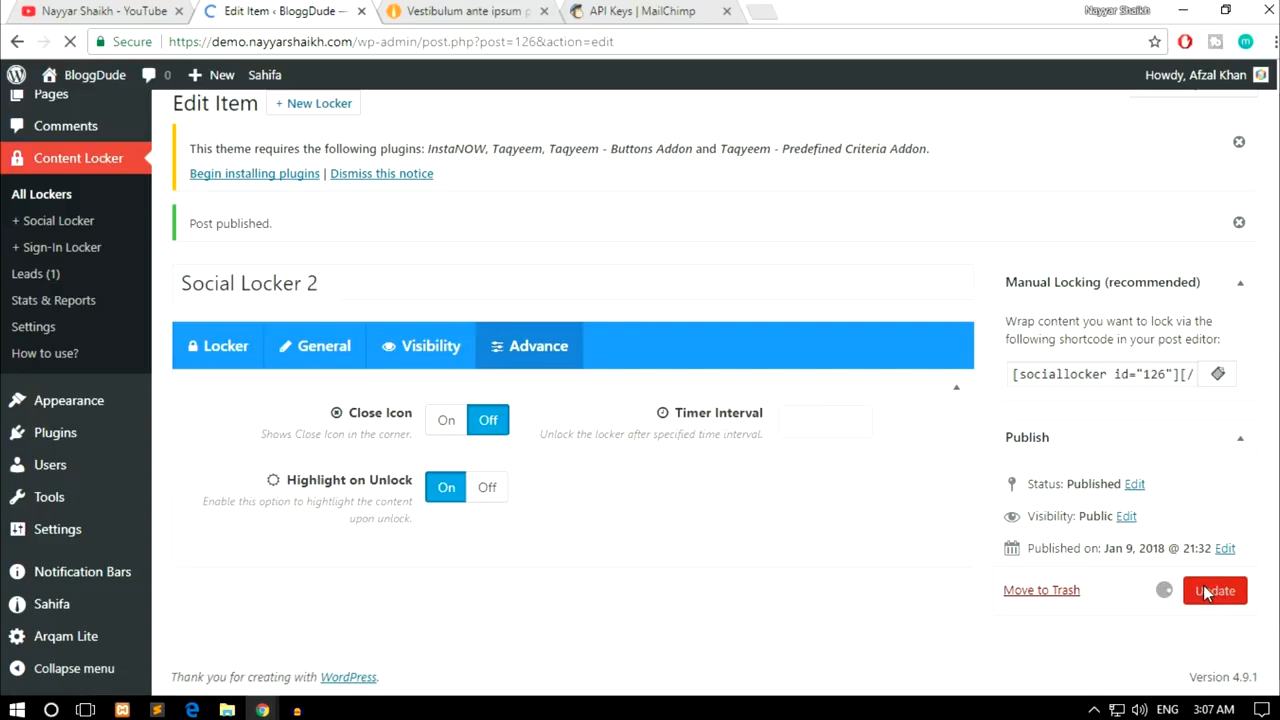 Nayyar Shaikh - YouTube
Edit Item ‹ BloggDude —
Vestibulum ante ipsum p
API Keys | MailChimp
Nayyar Shaikh
Secure
https://demo.nayyarshaikh.com/wp-admin/post.php?post=126&action=edit
BloggDude
0
New
Sahifa
Howdy, Afzal Khan
Pages
Comments
Content Locker
All Lockers
+ Social Locker
+ Sign-In Locker
Leads (1)
Stats & Reports
Settings
How to use?
Appearance
Plugins
Users
Tools
Settings
Notification Bars
Sahifa
Arqam Lite
Collapse menu
Edit Item
+ New Locker
This theme requires the following plugins: InstaNOW, Taqyeem, Taqyeem - Buttons Addon and Taqyeem - Predefined Criteria Addon.
Begin installing plugins | Dismiss this notice
Post published.
Social Locker 2
Locker
General
Visibility
Advance
Close Icon
On
Off
Shows Close Icon in the corner.
Timer Interval
Unlock the locker after specified time interval.
Highlight on Unlock
On
Off
Enable this option to hightlight the content
upon unlock.
Manual Locking (recommended)
Wrap content you want to lock via the
following shortcode in your post editor:
[sociallocker id="126"][/
Publish
Status: Published Edit
Visibility: Public Edit
Published on: Jan 9, 2018 @ 21:32 Edit
Move to Trash
Update
Thank you for creating with WordPress.
Version 4.9.1
ENG
3:07 AM